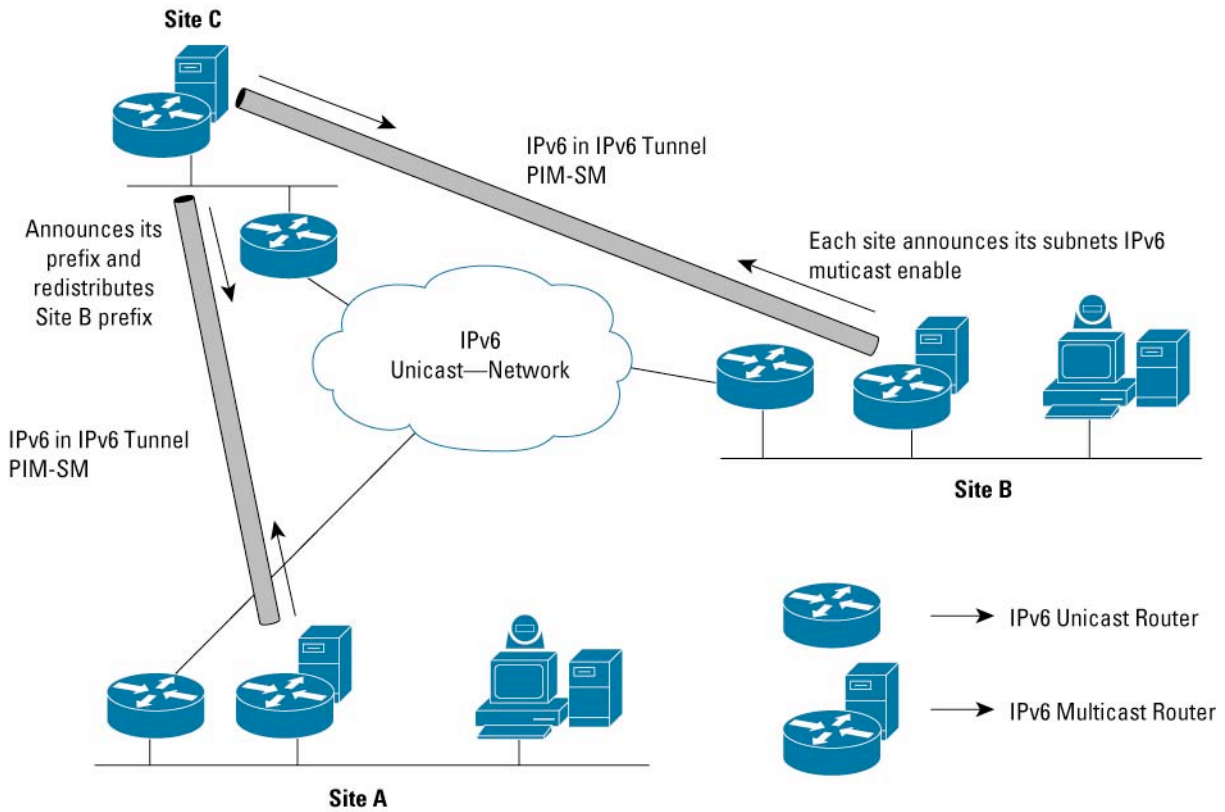 Site C
IPv6 in IPv6 Tunnel
PIM-SM
Announces its
prefix and
redistributes
Site B prefix
Each site announces its subnets IPv6
muticast enable
IPv6
Unicast—Network
IPv6 in IPv6 Tunnel
PIM-SM
Site B
IPv6 Unicast Router
IPv6 Multicast Router
Site A